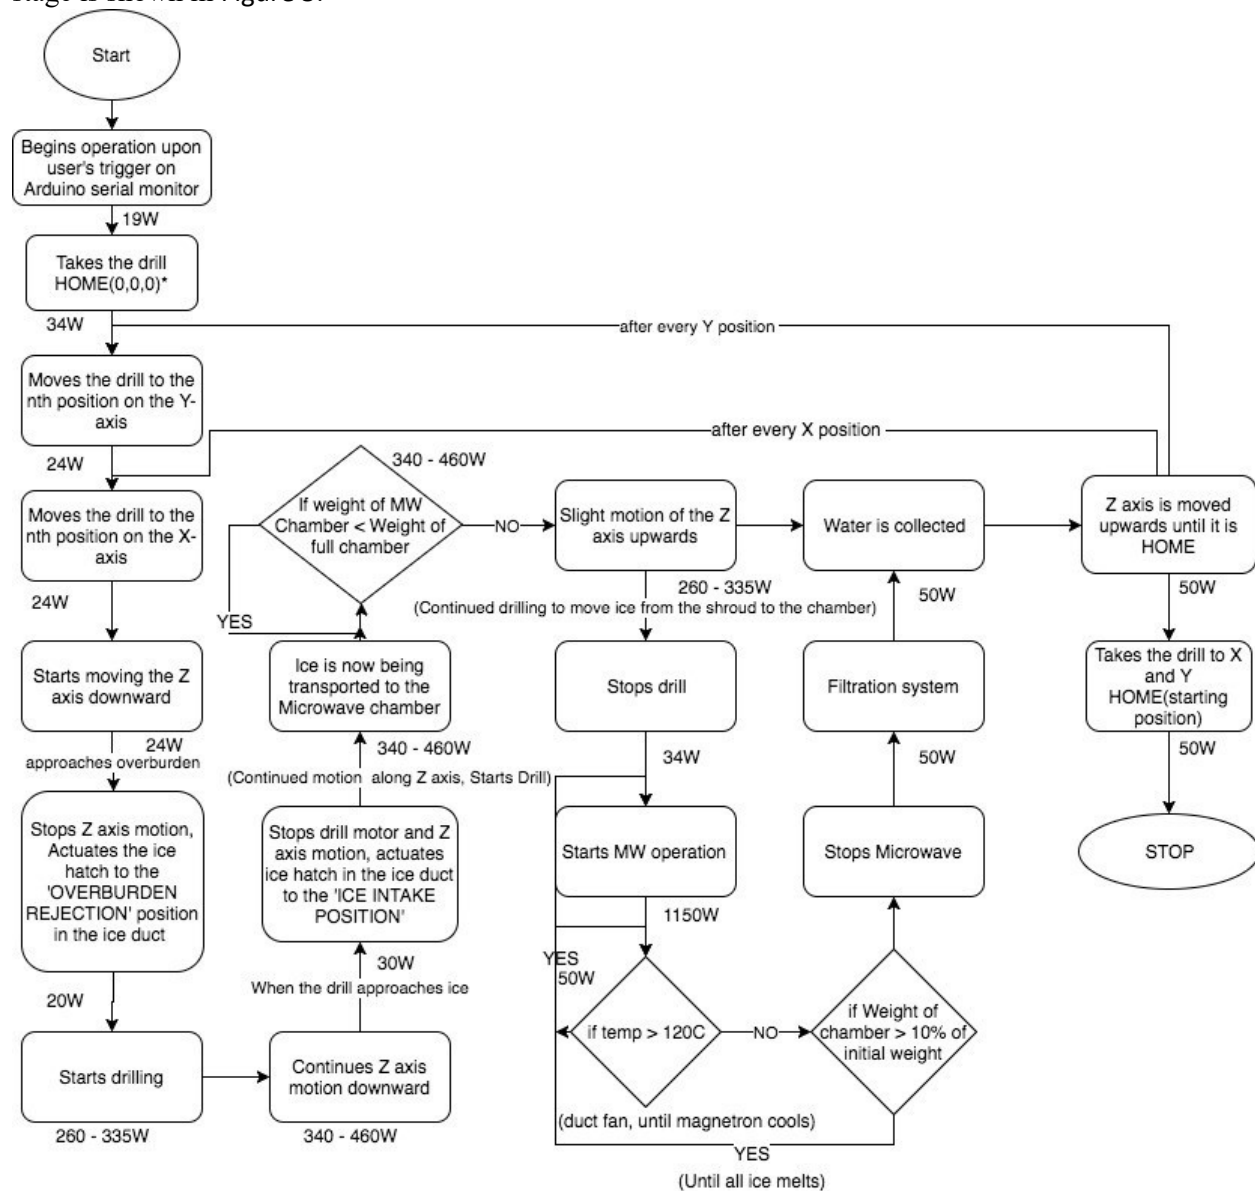 Start
Begins operation upon
user's trigger on
Arduino serial monitor
19W
Takes the drill
HOME(0,0,0)*
34W
after every Y position
Moves the drill to the
nth position on the Y-
axis
24W
after every X position
Moves the drill to the
nth position on the X-
axis
24W
Starts moving the Z
axis downward
24W
approaches overburden
Stops Z axis motion,
Actuates the ice
hatch to the
'OVERBURDEN
REJECTION' position
in the ice duct
20W
Starts drilling
260 - 335W
Continues Z axis
motion downward
340 - 460W
When the drill approaches ice
30W
Stops drill motor and Z
axis motion, actuates
ice hatch in the ice duct
to the 'ICE INTAKE
POSITION'
(Continued motion along Z axis, Starts Drill)
340 - 460W
Ice is now being
transported to the
Microwave chamber
YES
If weight of MW
Chamber < Weight of
full chamber
340 - 460W
NO
Slight motion of the Z
axis upwards
260 - 335W
(Continued drilling to move ice from the shroud to the chamber)
Stops drill
34W
Starts MW operation
1150W
YES
50W
if temp > 120C
NO
(duct fan, until magnetron cools)
if Weight of
chamber > 10% of
initial weight
YES
(Until all ice melts)
Stops Microwave
50W
Filtration system
50W
Water is collected
Z axis is moved
upwards until it is
HOME
50W
Takes the drill to X
and Y
HOME(starting
position)
50W
STOP